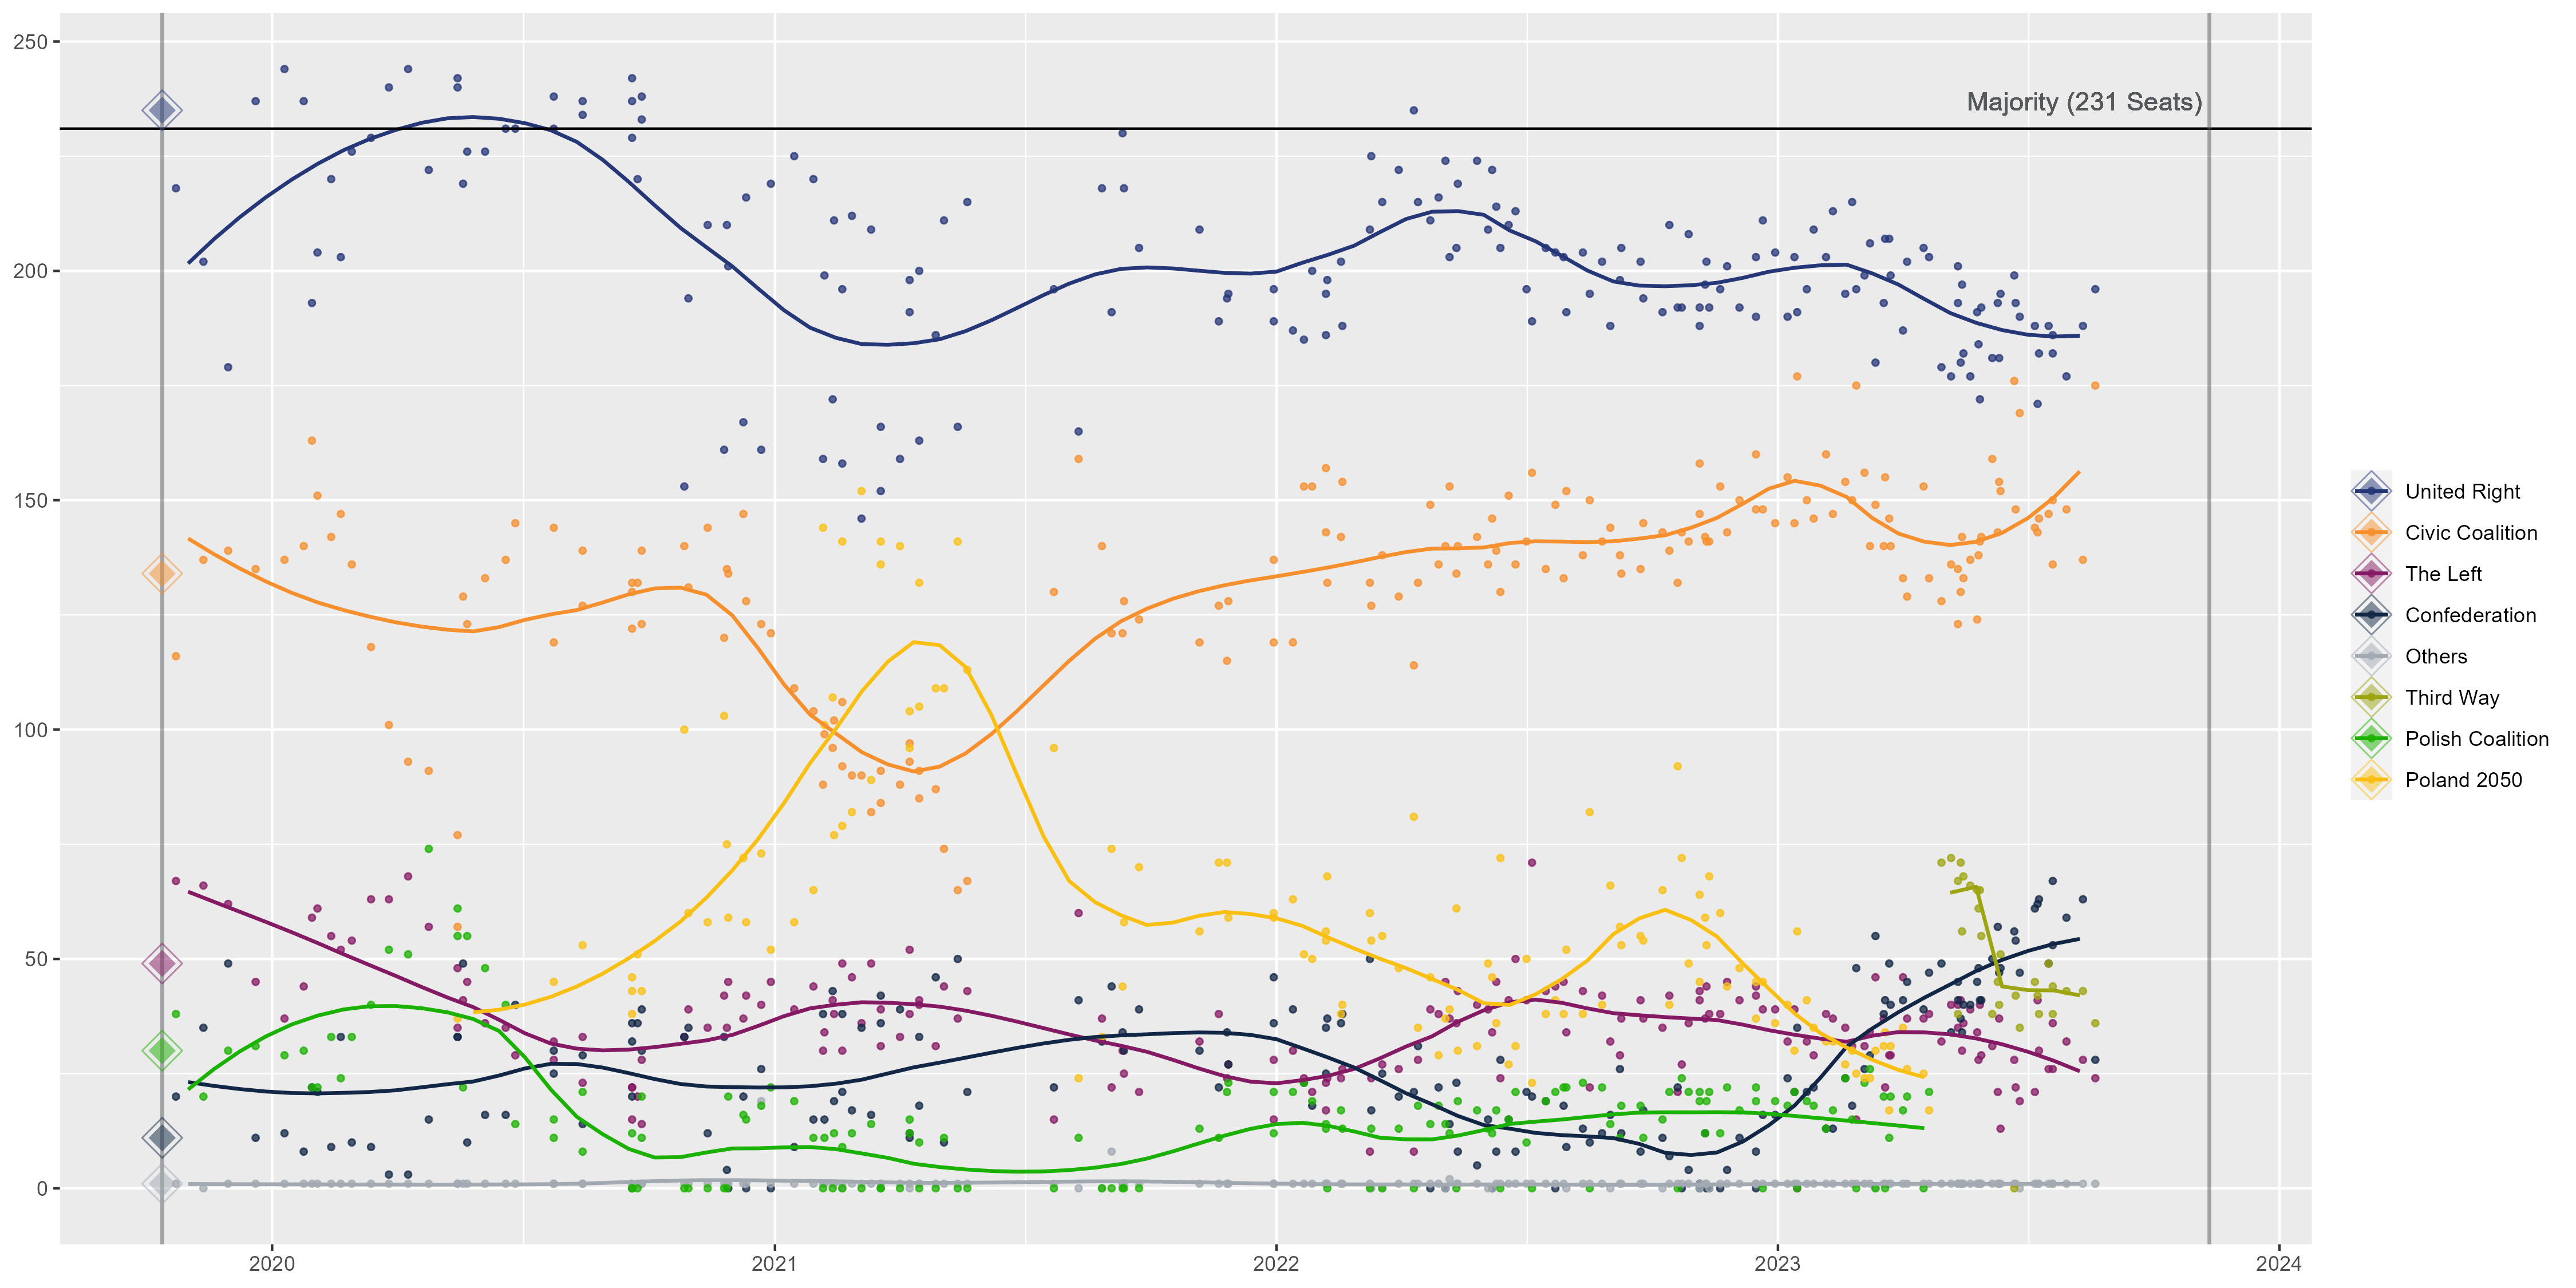 250
200
150
100
50
0
Majority (231 Seats)
2020
2021
2022
2023
2024
United Right
Civic Coalition
The Left
Confederation
Others
Third Way
Polish Coalition
Poland 2050